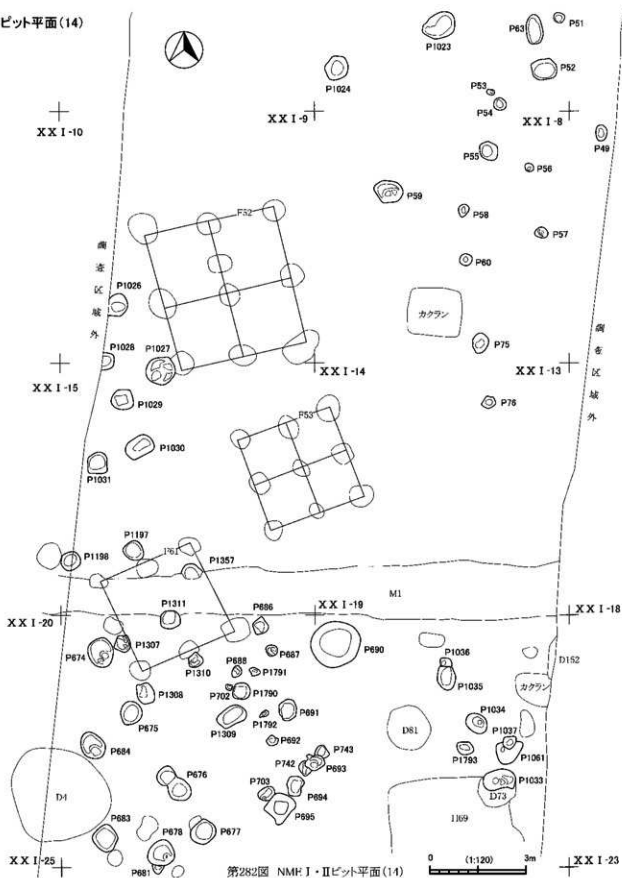 ピット平面(14)
P1023
P63
P51
P1024
P52
P53
P54
XXI-10
XXI-9
XXI-8
P49
P55
P56
P59
P58
P57
F52
P60
調査区域外
P1026
カクラン
調査区域外
P1028
P1027
P75
XXI-15
XXI-14
XXI-13
P1029
P76
F53
P1030
P1031
P1197
F61
P1198
P1357
M1
XXI-20
P1311
P686
XXI-19
XXI-18
P674
P1307
P687
P690
P1036
D152
P1310
P688
P1791
P1035
カクラン
P1308
P702
P1790
P675
P1309
P691
P1034
P1792
D81
P1037
P684
P692
P743
P1793
P1061
P742
P693
P676
P1033
D4
P703
P694
D73
P695
P683
P678
P677
H69
P681
XXI-25
XXI-23
第282図 NMHⅠ・Ⅱピット平面(14)
0 (1:120) 3m